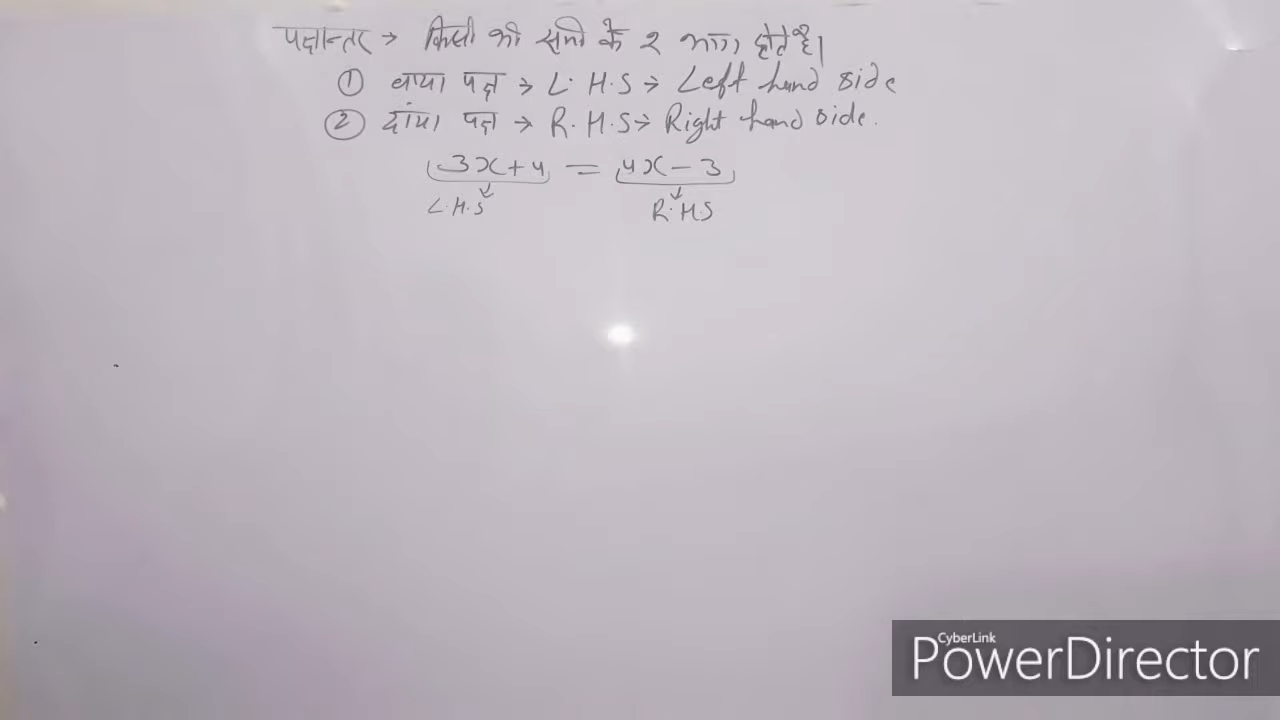 पक्षान्तर → किसी भी समी के 2 भाग होते है।
① वाया पक्ष → L.H.S → Left hand side
② दांया पक्ष → R.H.S → Right hand side.
3x+4 = 4x-3
L.H.S R.H.S
CyberLink
PowerDirector